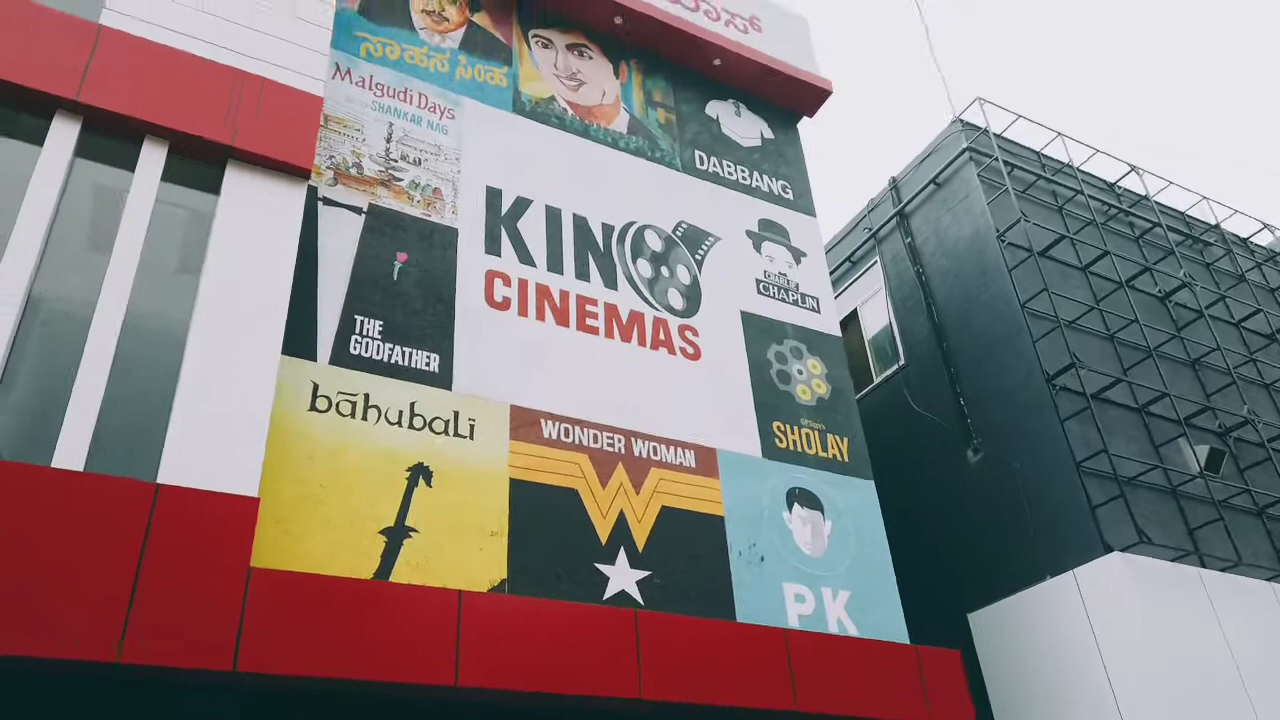 ಸಾಹಸ ಸಿಂಹ
Malgudi Days
SHANKAR NAG
DABBANG
KINO
CINEMAS
CHARLIE
CHAPLIN
THE
GODFATHER
SHOLAY
bāhubali
WONDER WOMAN
PK